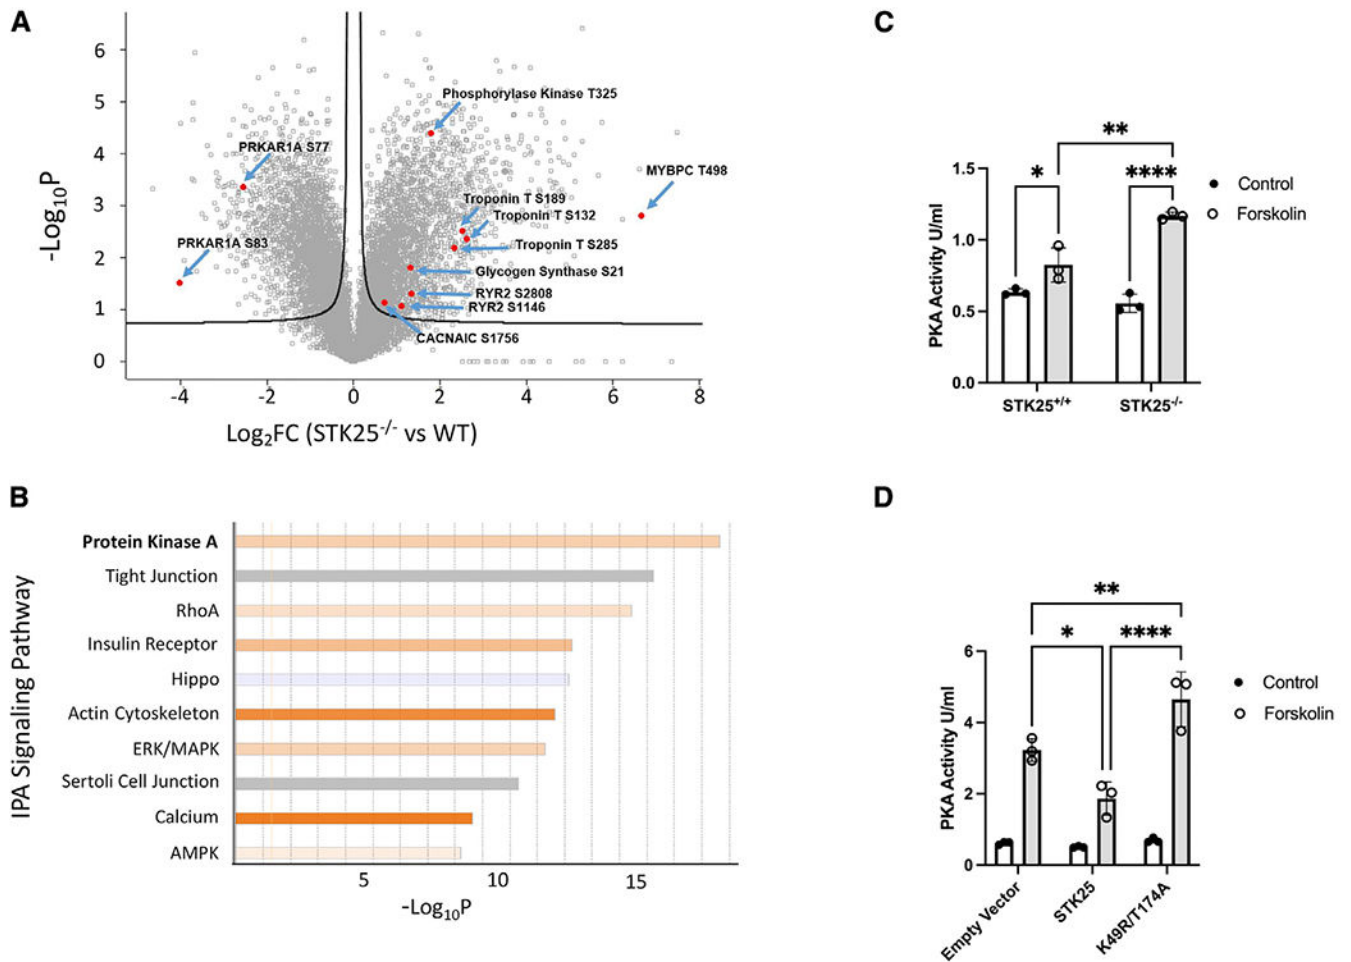 A
6
5
4
3
2
1
0
-Log10P
Phosphorylase Kinase T325
PRKAR1A S77
MYBPC T498
Troponin T S189
Troponin T S132
PRKAR1A S83
Troponin T S285
Glycogen Synthase S21
RYR2 S2808
RYR2 S1146
CACNAIC S1756
-4 -2 0 2 4 6 8
Log2FC (STK25-/- vs WT)
B
IPA Signaling Pathway
Protein Kinase A
Tight Junction
RhoA
Insulin Receptor
Hippo
Actin Cytoskeleton
ERK/MAPK
Sertoli Cell Junction
Calcium
AMPK
5 10 15
-Log10P
C
**
* ****
1.5
1.0
0.5
0.0
PKA Activity U/ml
Control
Forskolin
STK25+/+ STK25-/-
D
**
* ****
6
4
2
0
PKA Activity U/ml
Control
Forskolin
Empty Vector
STK25
K49R/T174A